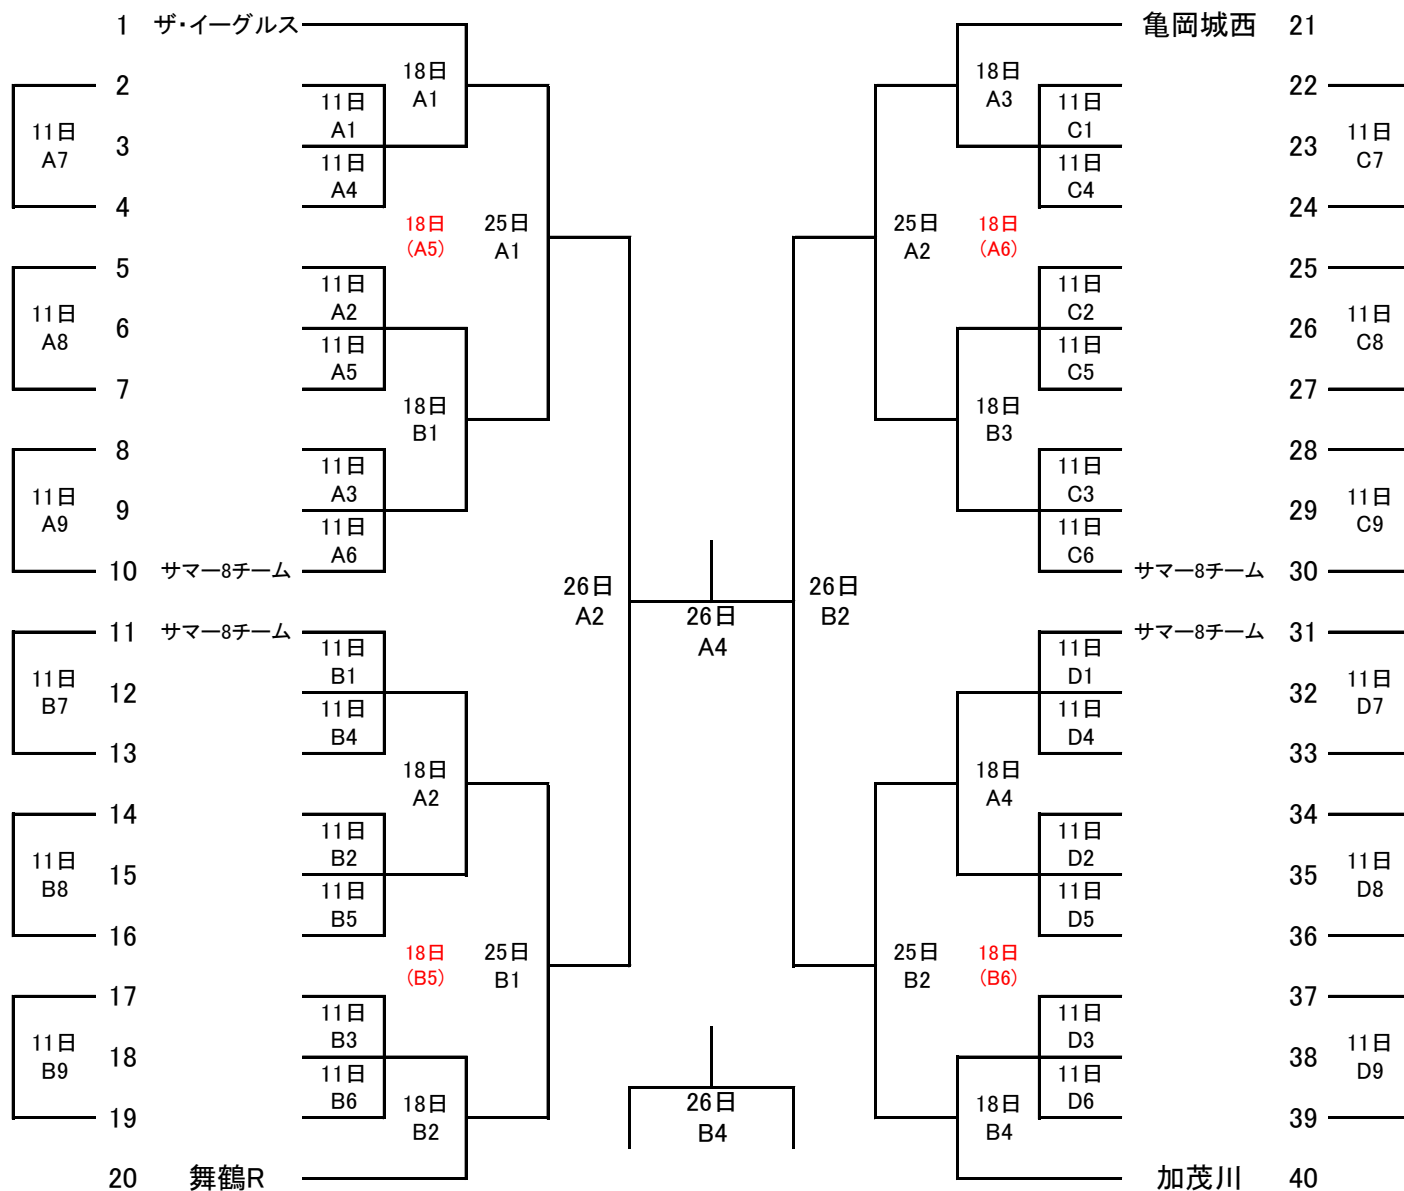 1 ザ・イーグルス
亀岡城西 21
18日
A1
18日
A3
2
22
11日
A1
11日
C1
11日
A7
3
23
11日
C7
11日
A4
11日
C4
4
24
18日
(A5)
25日
A1
25日
A2
18日
(A6)
5
25
11日
A2
11日
C2
11日
A8
6
26
11日
C8
11日
A5
11日
C5
7
27
18日
B1
18日
B3
8
28
11日
A3
11日
C3
11日
A9
9
29
11日
C9
11日
A6
11日
C6
10 サマー8チーム
サマー8チーム 30
26日
A2
26日
A4
26日
B2
11 サマー8チーム
サマー8チーム 31
11日
B1
11日
D1
11日
B7
12
32
11日
D7
11日
B4
11日
D4
13
33
18日
A2
18日
A4
14
34
11日
B2
11日
D2
11日
B8
15
35
11日
D8
11日
B5
11日
D5
16
36
18日
(B5)
25日
B1
25日
B2
18日
(B6)
17
37
11日
B3
11日
D3
11日
B9
18
38
11日
D9
11日
B6
11日
D6
19
39
18日
B2
26日
B4
18日
B4
20 舞鶴R
加茂川 40